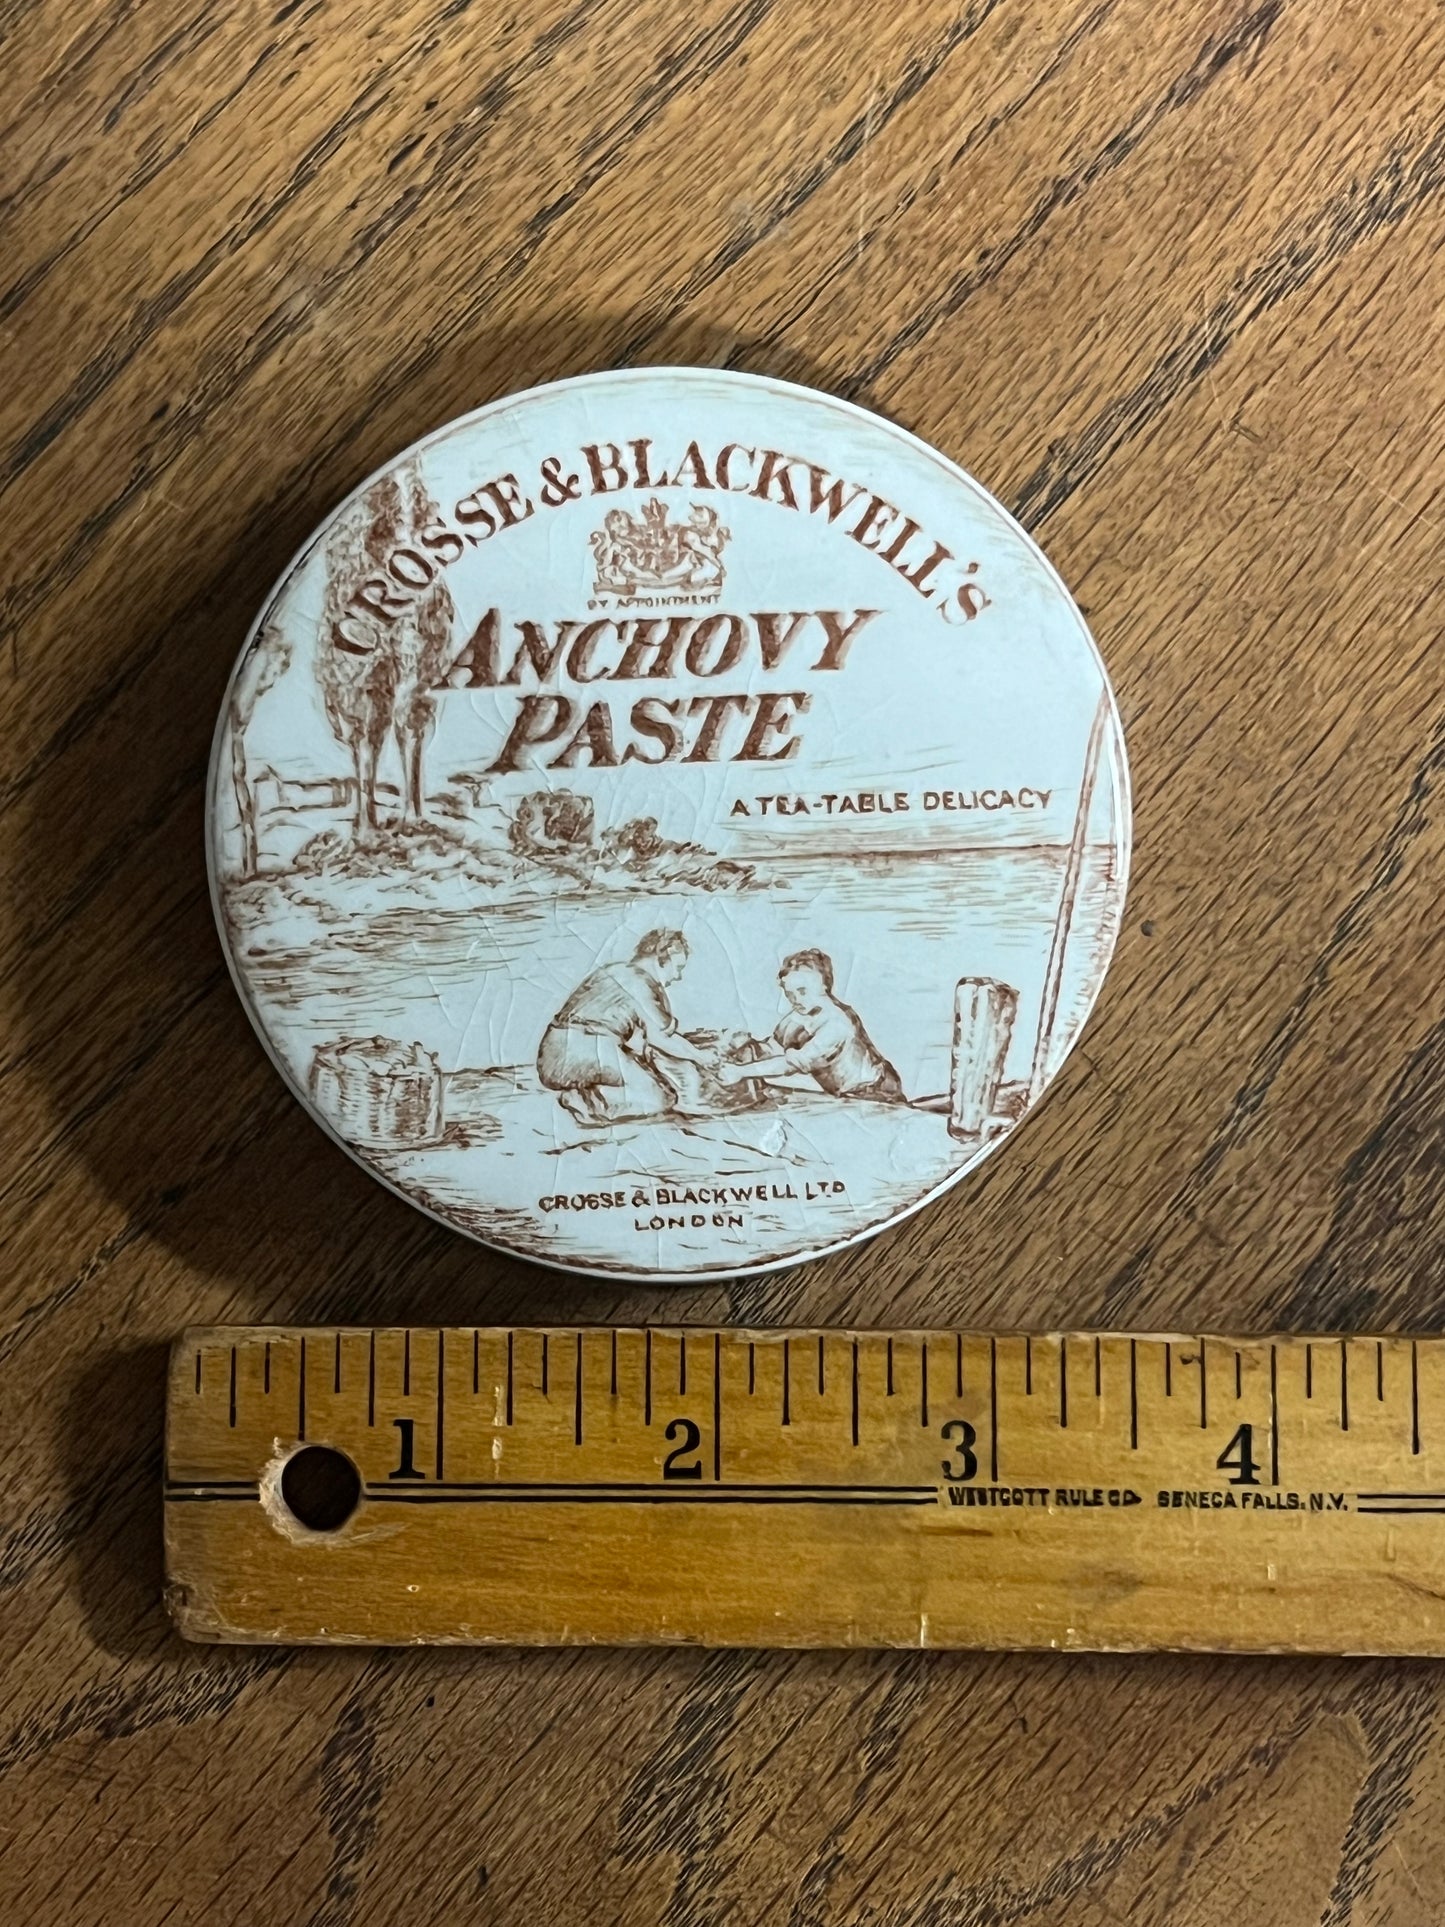 CROSSE & BLACKWELL'S
BY APPOINTMENT
ANCHOVY
PASTE
A TEA-TABLE DELICACY
CROSSE & BLACKWELL LTD
LONDON
1 2 3 4
WESTCOTT RULE CO. SENECA FALLS, N.Y.